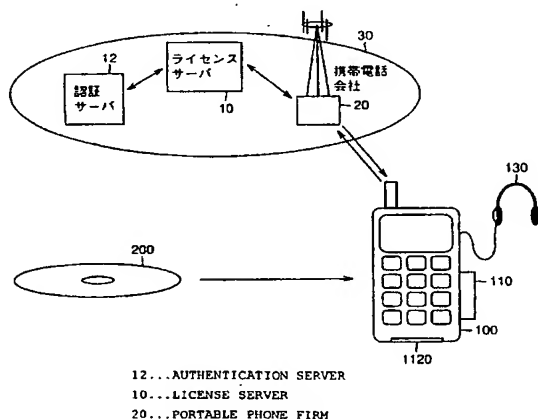 30
12
認証
サーバ
ライセンス
サーバ
10
携帯電話
会社
20
130
200
110
100
1120
12...AUTHENTICATION SERVER
10...LICENSE SERVER
20...PORTABLE PHONE FIRM